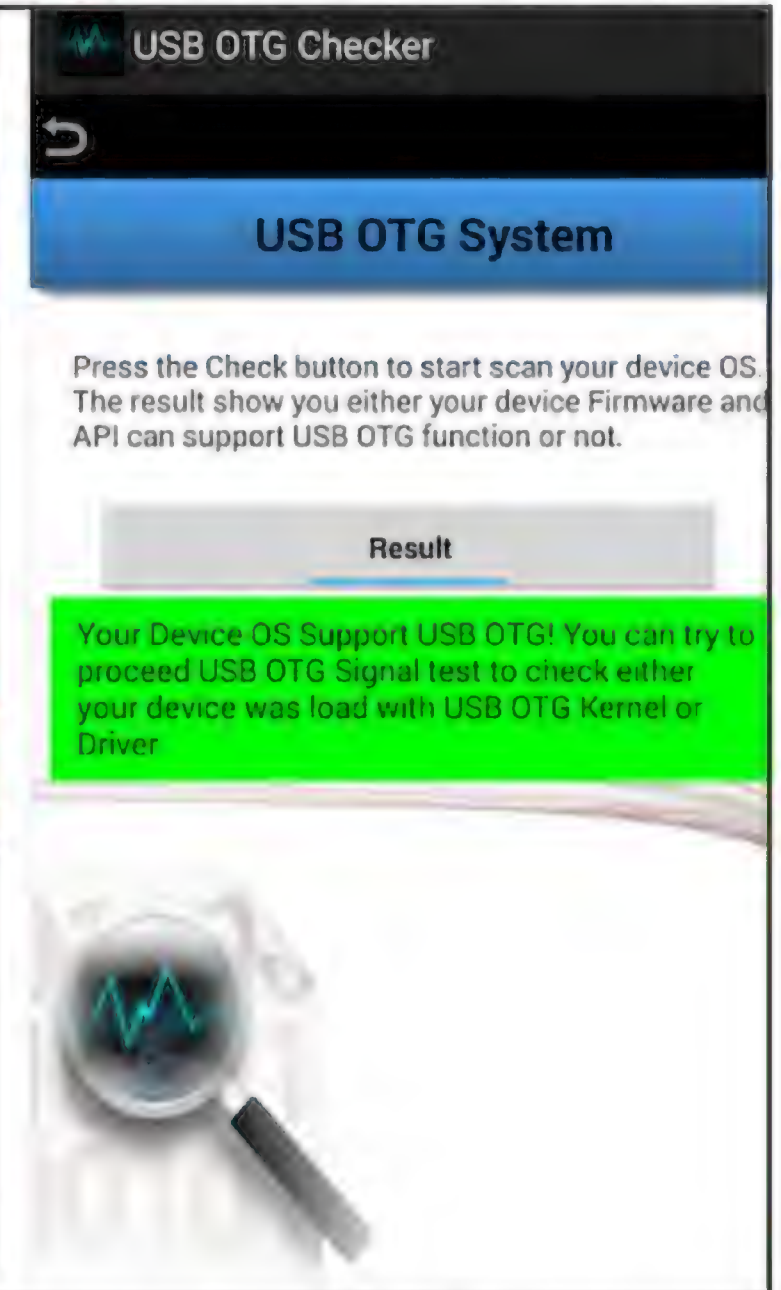 USB OTG Checker
USB OTG System
Press the Check button to start scan your device OS.
The result show you either your device Firmware and
API can support USB OTG function or not.
Result
Your Device OS Support USB OTG! You can try to
proceed USB OTG Signal test to check either
your device was load with USB OTG Kernel or
Driver